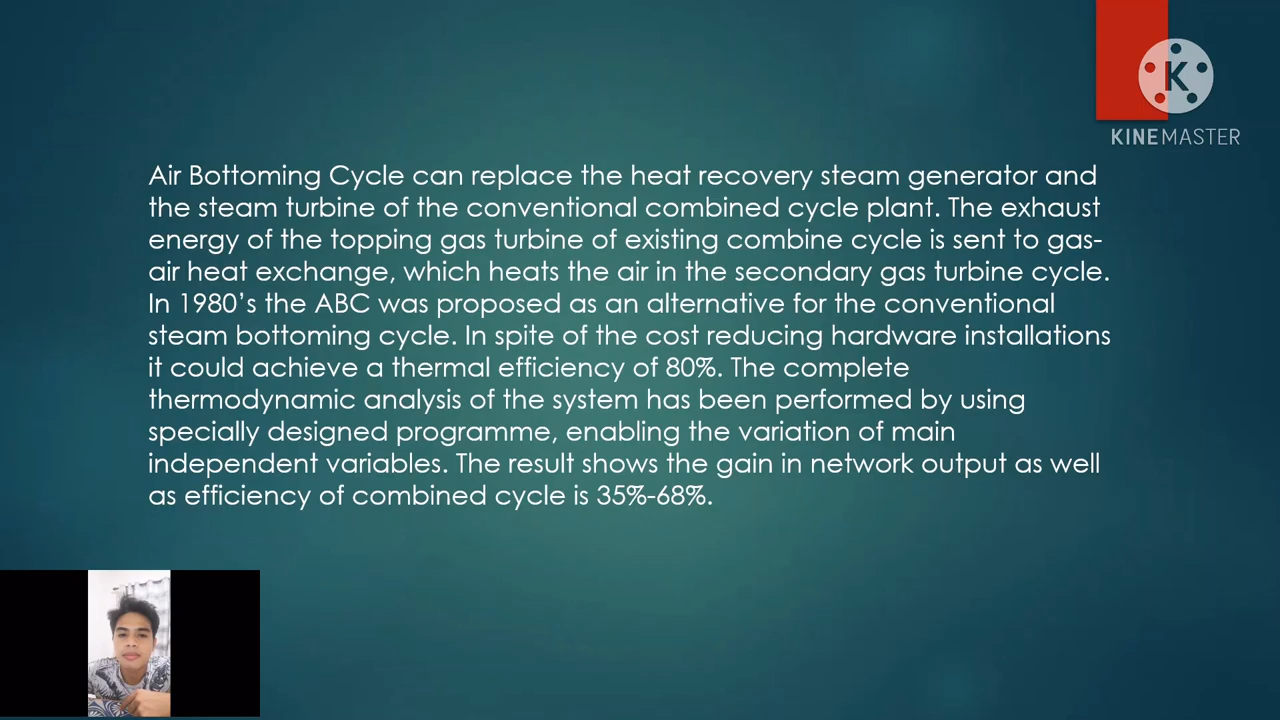 K
KINEMASTER
Air Bottoming Cycle can replace the heat recovery steam generator and
the steam turbine of the conventional combined cycle plant. The exhaust
energy of the topping gas turbine of existing combine cycle is sent to gas-
air heat exchange, which heats the air in the secondary gas turbine cycle.
In 1980’s the ABC was proposed as an alternative for the conventional
steam bottoming cycle. In spite of the cost reducing hardware installations
it could achieve a thermal efficiency of 80%. The complete
thermodynamic analysis of the system has been performed by using
specially designed programme, enabling the variation of main
independent variables. The result shows the gain in network output as well
as efficiency of combined cycle is 35%-68%.